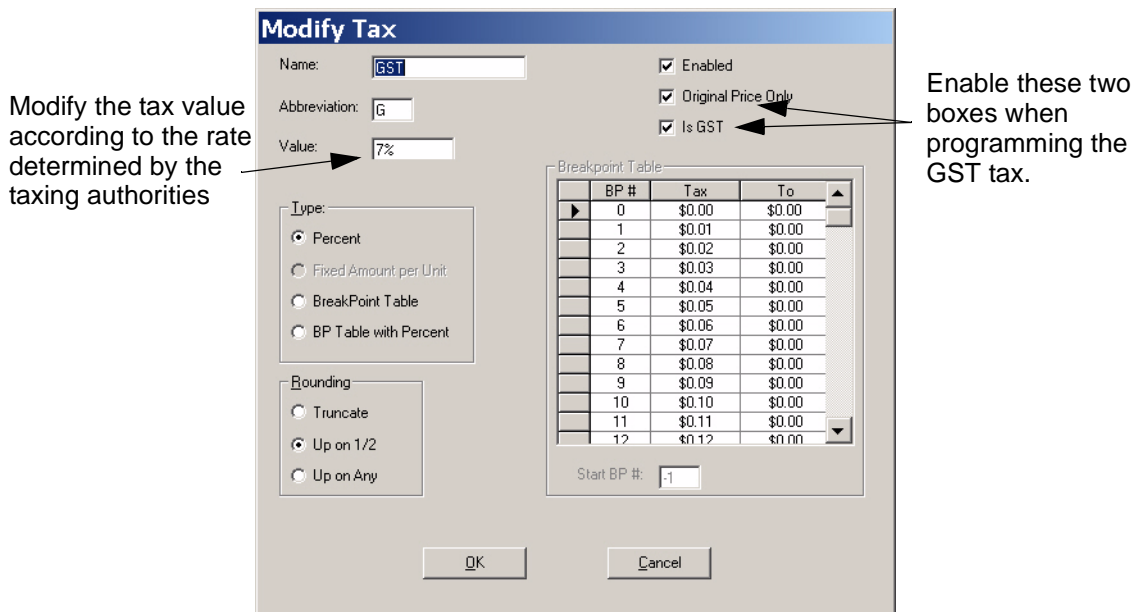 Modify Tax
Name: GST
Abbreviation: G
Value: 7%
Enabled
Original Price Only
Is GST
Modify the tax value
according to the rate
determined by the
taxing authorities
Enable these two
boxes when
programming the
GST tax.
Type:
Percent
Fixed Amount per Unit
BreakPoint Table
BP Table with Percent
Rounding
Truncate
Up on 1/2
Up on Any
Breakpoint Table
BP # Tax To
0 $0.00 $0.00
1 $0.01 $0.00
2 $0.02 $0.00
3 $0.03 $0.00
4 $0.04 $0.00
5 $0.05 $0.00
6 $0.06 $0.00
7 $0.07 $0.00
8 $0.08 $0.00
9 $0.09 $0.00
10 $0.10 $0.00
11 $0.11 $0.00
12 $0.12 $0.00
Start BP #: -1
OK
Cancel